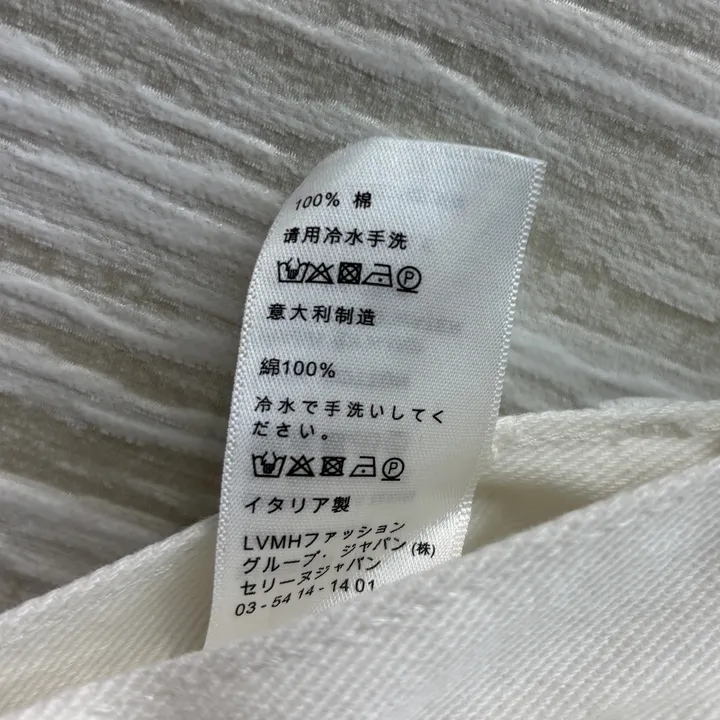 100% 棉
请用冷水手洗
意大利制造
綿100%
冷水で手洗いしてく
ださい。
イタリア製
LVMHファッション
グループ・ジャパン(株)
セリーヌジャパン
03-5414-1401